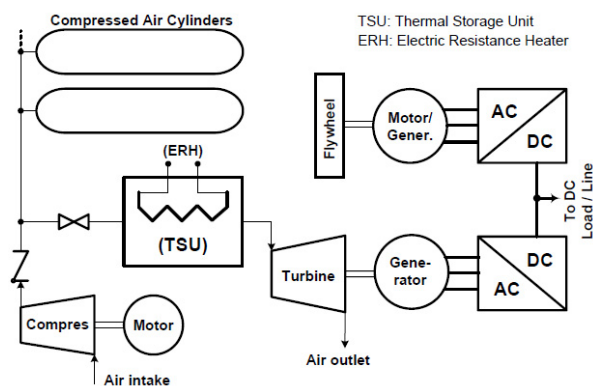 Compressed Air Cylinders
TSU: Thermal Storage Unit
ERH: Electric Resistance Heater
Flywheel
Motor/
Gener.
AC
DC
(ERH)
(TSU)
To DC
Load / Line
Turbine
Gene-
rator
DC
AC
Compres
Motor
Air outlet
Air intake